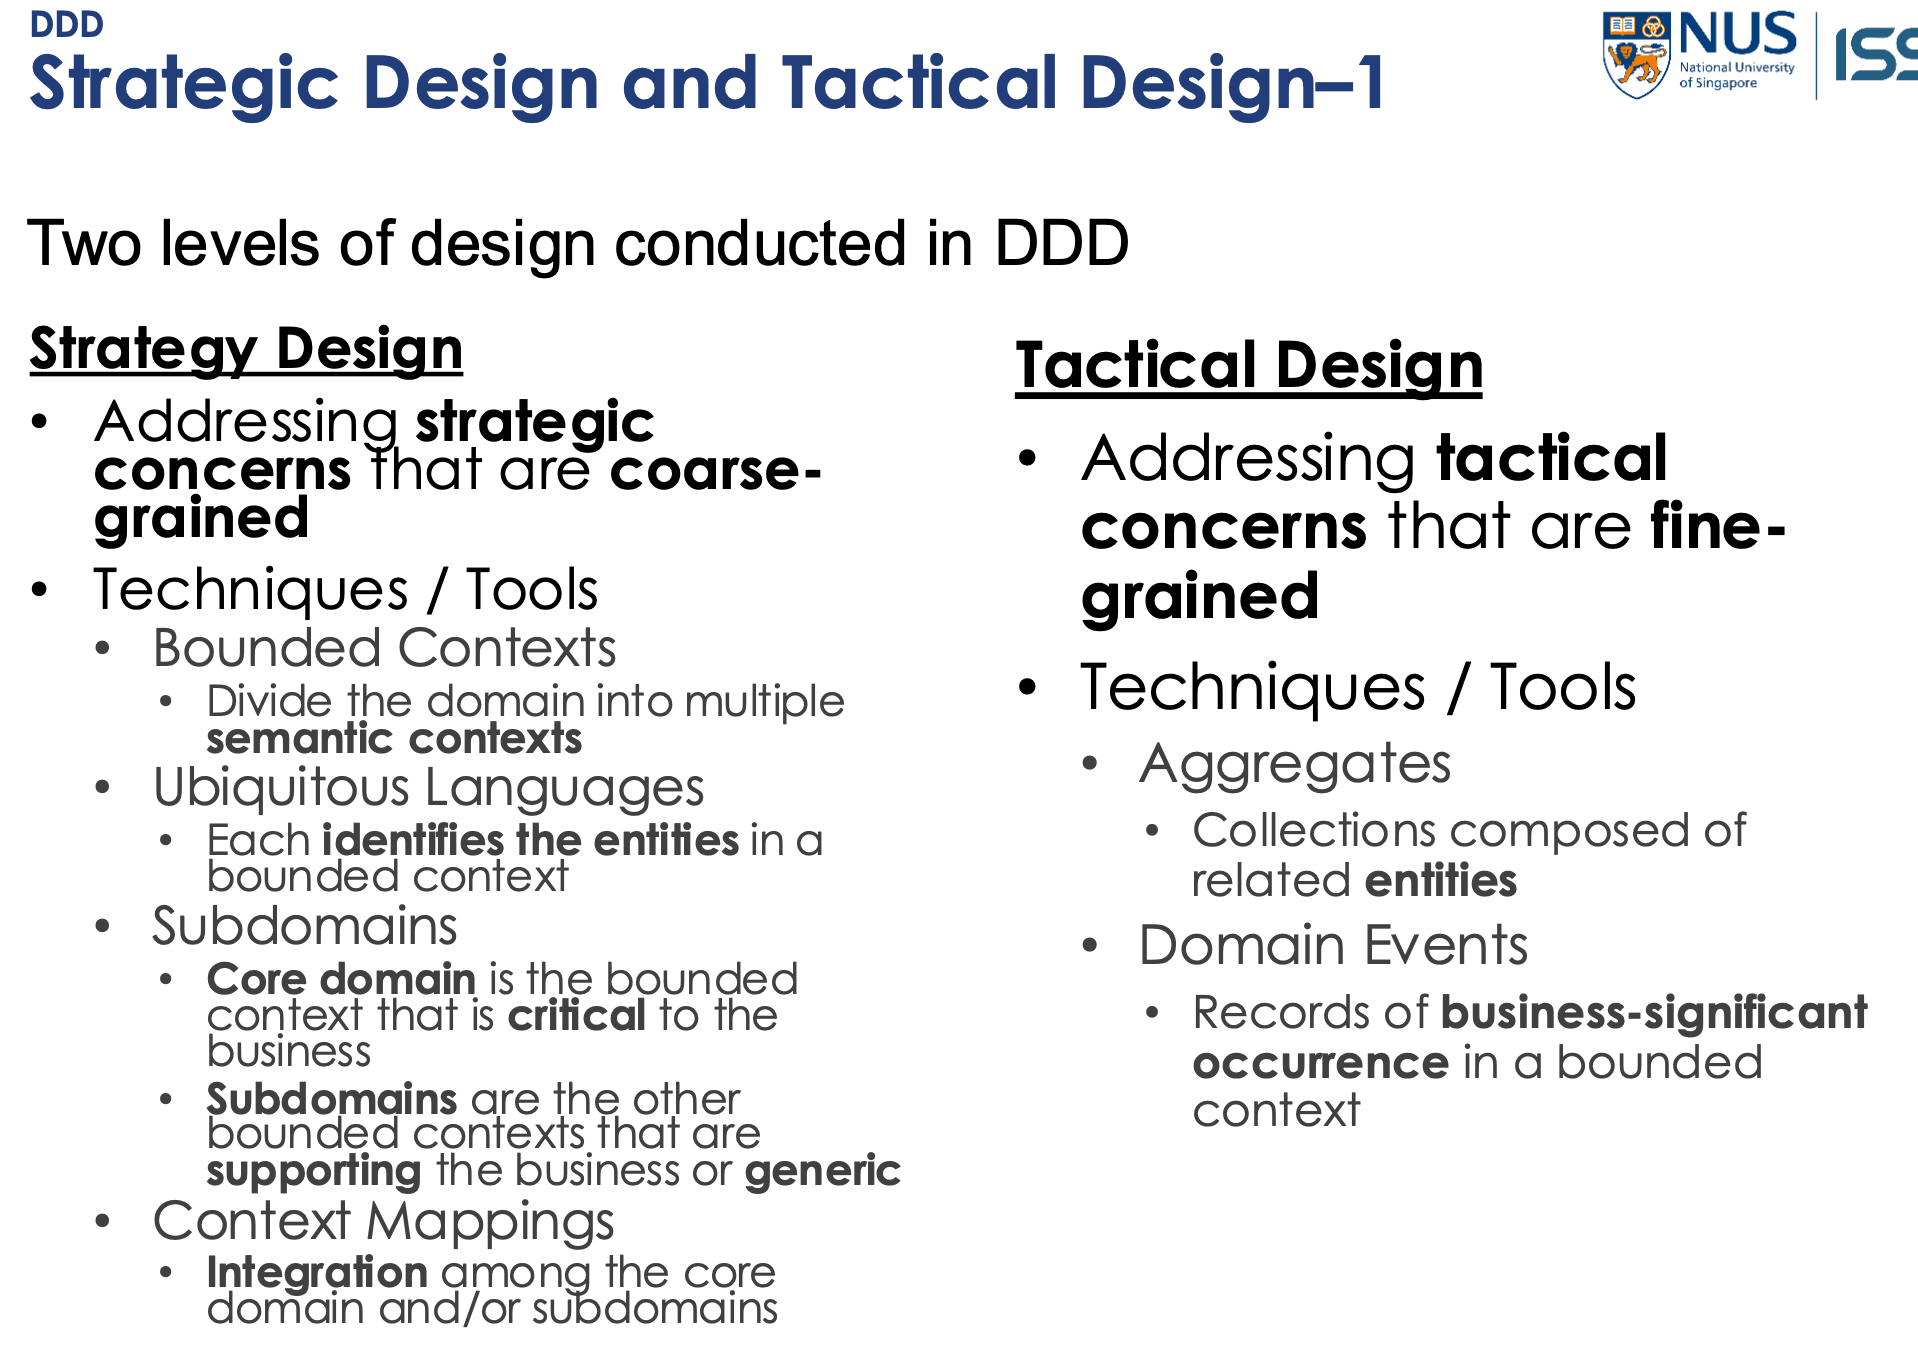 DDD
Strategic Design and Tactical Design–1
NUS
National University
of Singapore
Two levels of design conducted in DDD
Strategy Design
• Addressing strategic
concerns that are coarse-
grained
• Techniques / Tools
• Bounded Contexts
• Divide the domain into multiple
semantic contexts
• Ubiquitous Languages
• Each identifies the entities in a
bounded context
• Subdomains
• Core domain is the bounded
context that is critical to the
business
• Subdomains are the other
bounded contexts that are
supporting the business or generic
• Context Mappings
• Integration among the core
domain and/or subdomains
Tactical Design
• Addressing tactical
concerns that are fine-
grained
• Techniques / Tools
• Aggregates
• Collections composed of
related entities
• Domain Events
• Records of business-significant
occurrence in a bounded
context